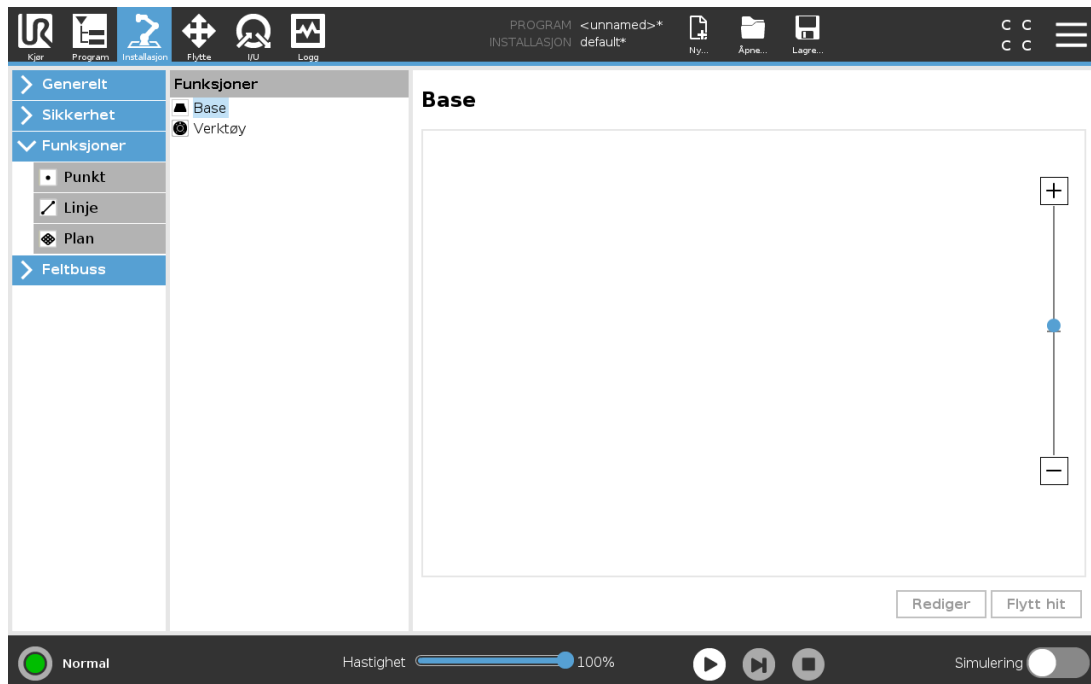 UR
Kjør
Program
Installasjon
Flytte
I/U
Logg
PROGRAM <unnamed>*
INSTALLASJON default*
Ny...
Åpne...
Lagre...
C C
C C
Generelt
Sikkerhet
Funksjoner
Punkt
Linje
Plan
Feltbuss
Funksjoner
Base
Verktøy
Base
Rediger
Flytt hit
Normal
Hastighet
100%
Simulering